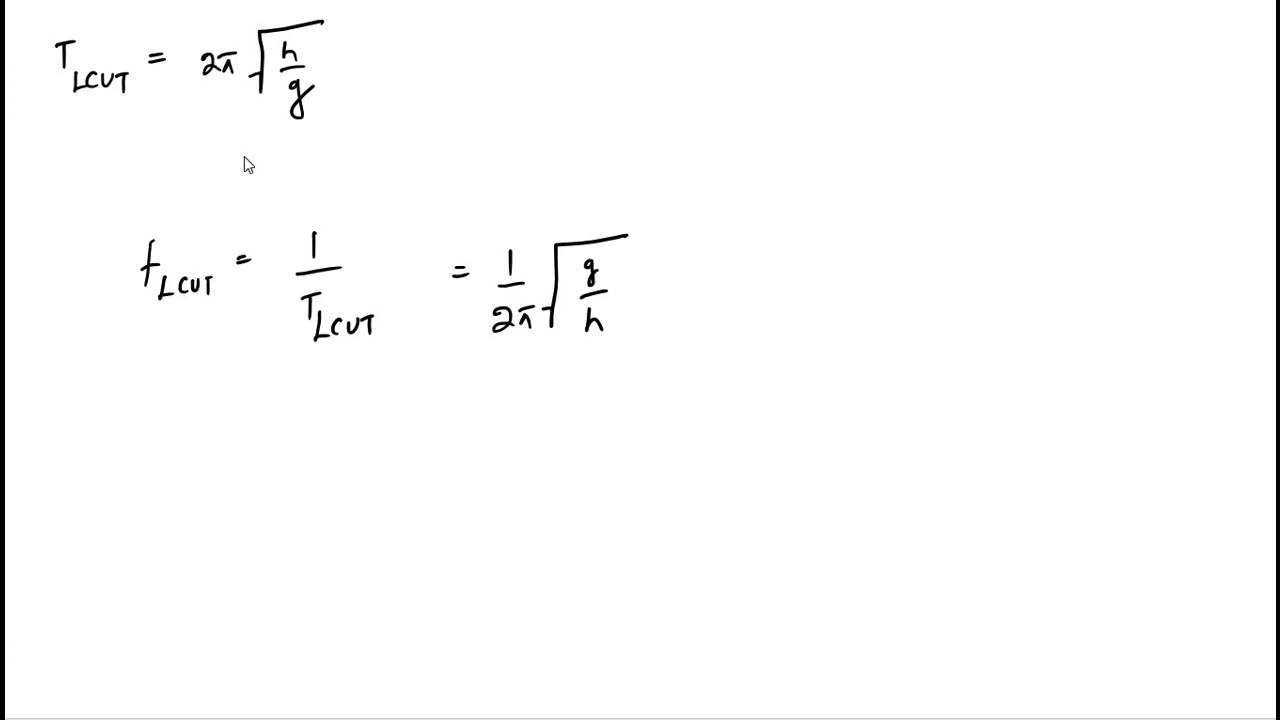 T_LCUT = 2π √(h/g)
f_LCUT = 1/T_LCUT = 1/2π √(g/h)